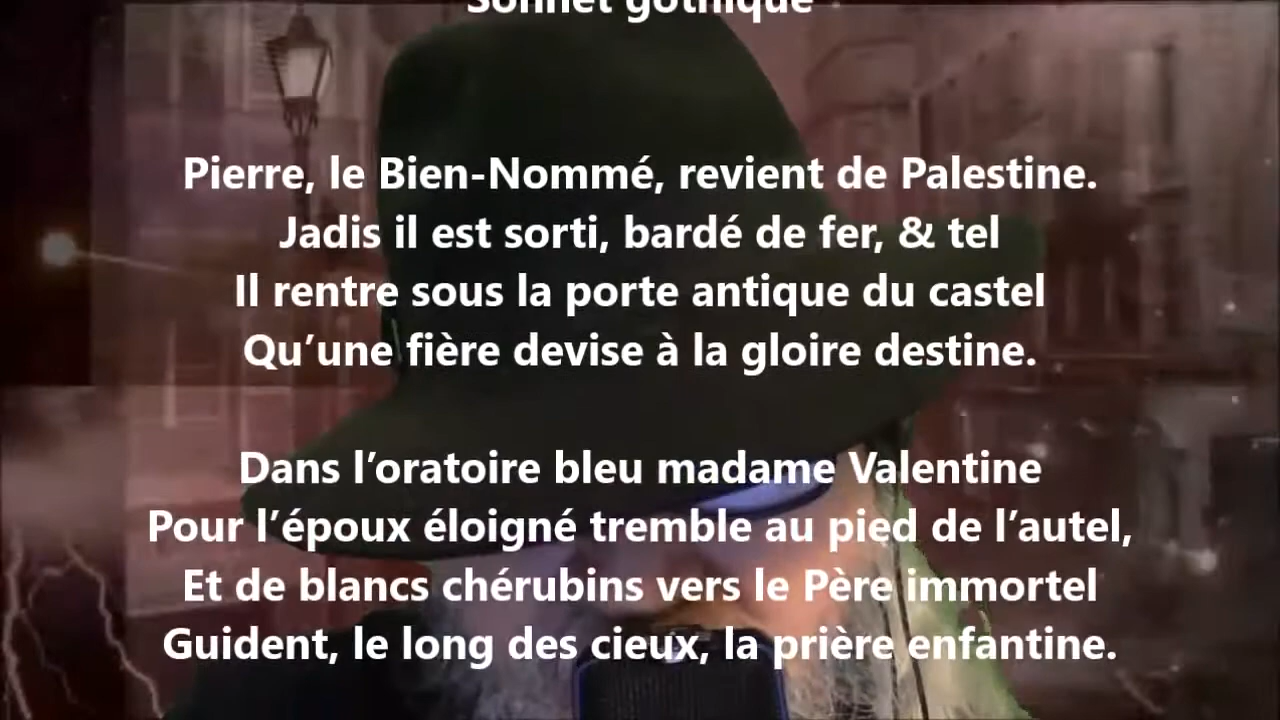 Sonnet gothique
Pierre, le Bien-Nommé, revient de Palestine.
Jadis il est sorti, bardé de fer, & tel
Il rentre sous la porte antique du castel
Qu’une fière devise à la gloire destine.
Dans l’oratoire bleu madame Valentine
Pour l’époux éloigné tremble au pied de l’autel,
Et de blancs chérubins vers le Père immortel
Guident, le long des cieux, la prière enfantine.